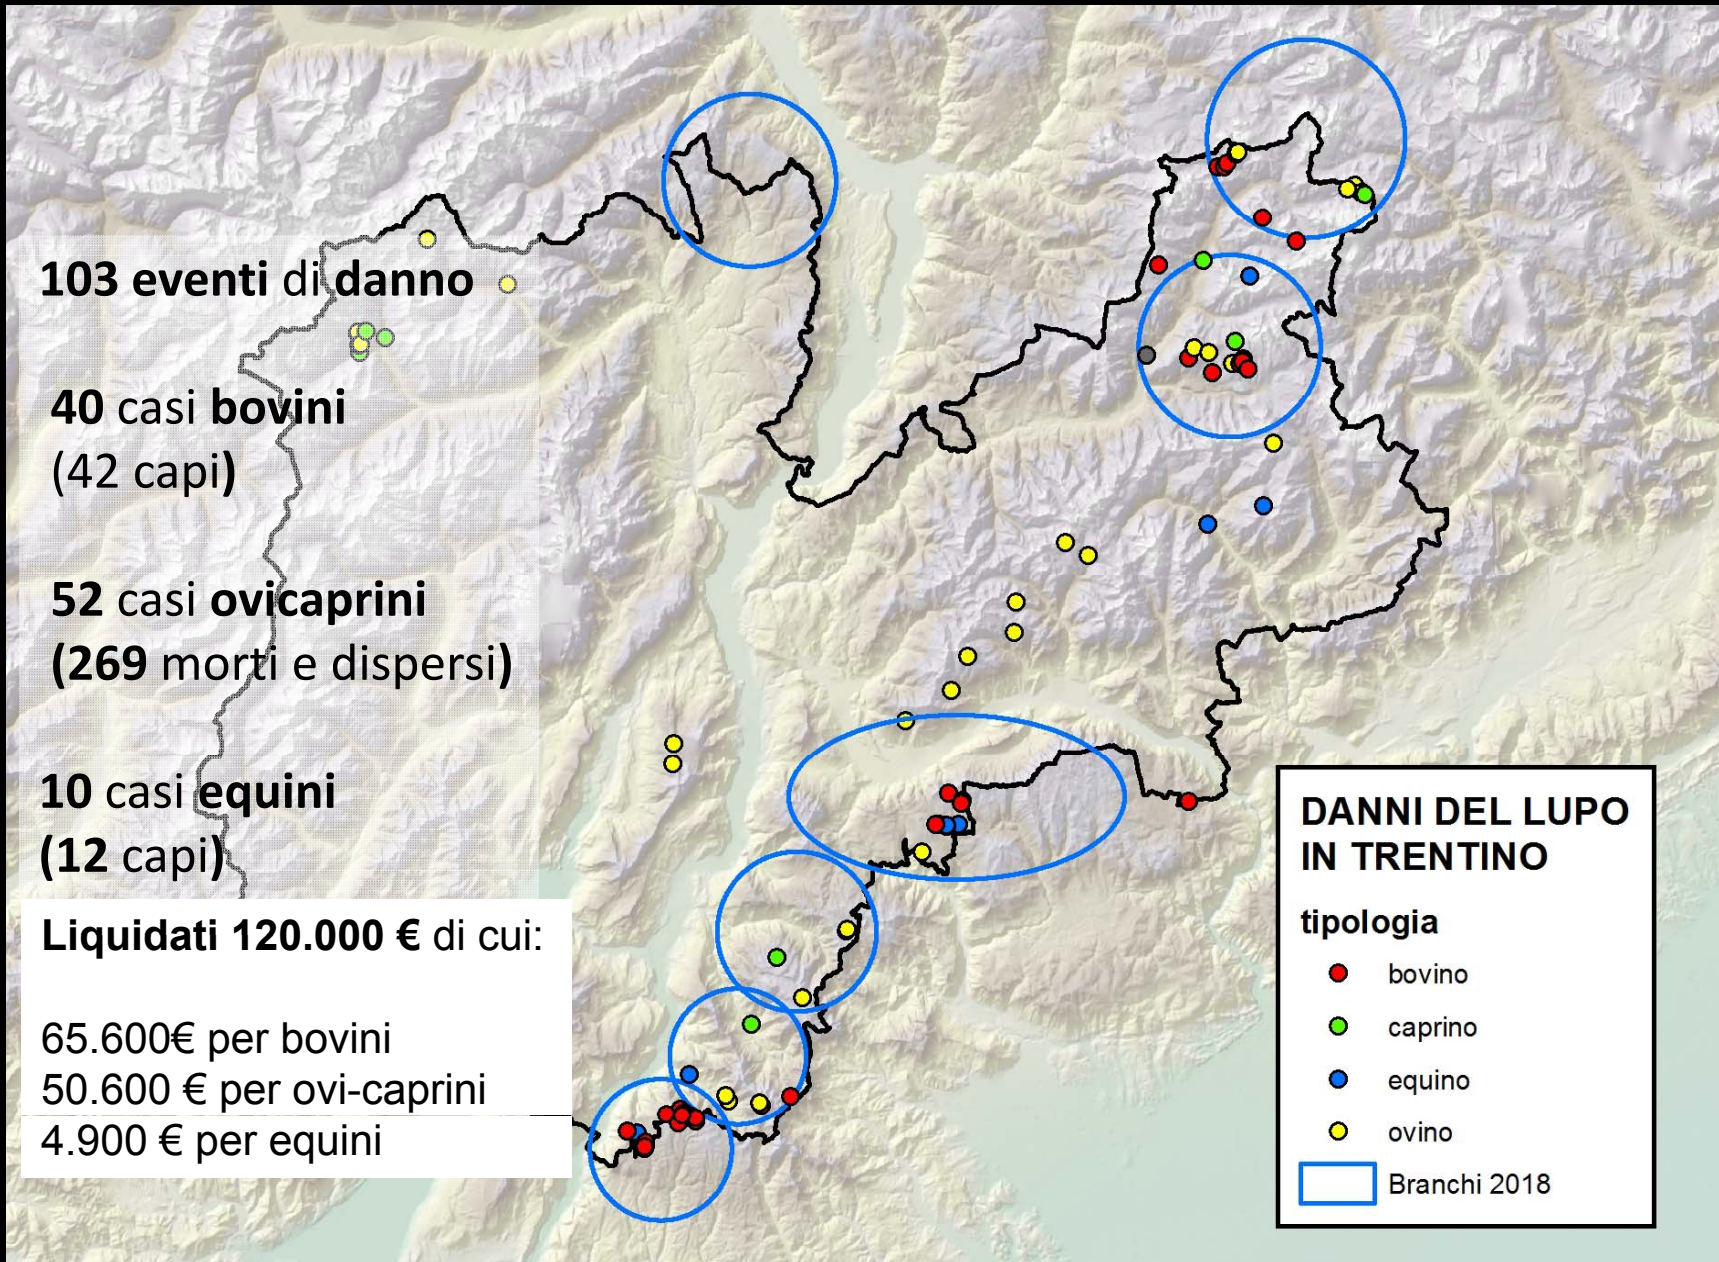 103 eventi di danno
40 casi bovini
(42 capi)
52 casi ovicaprini
(269 morti e dispersi)
10 casi equini
(12 capi)
Liquidati 120.000 € di cui:
65.600€ per bovini
50.600 € per ovi-caprini
4.900 € per equini
DANNI DEL LUPO
IN TRENTINO
tipologia
bovino
caprino
equino
ovino
Branchi 2018